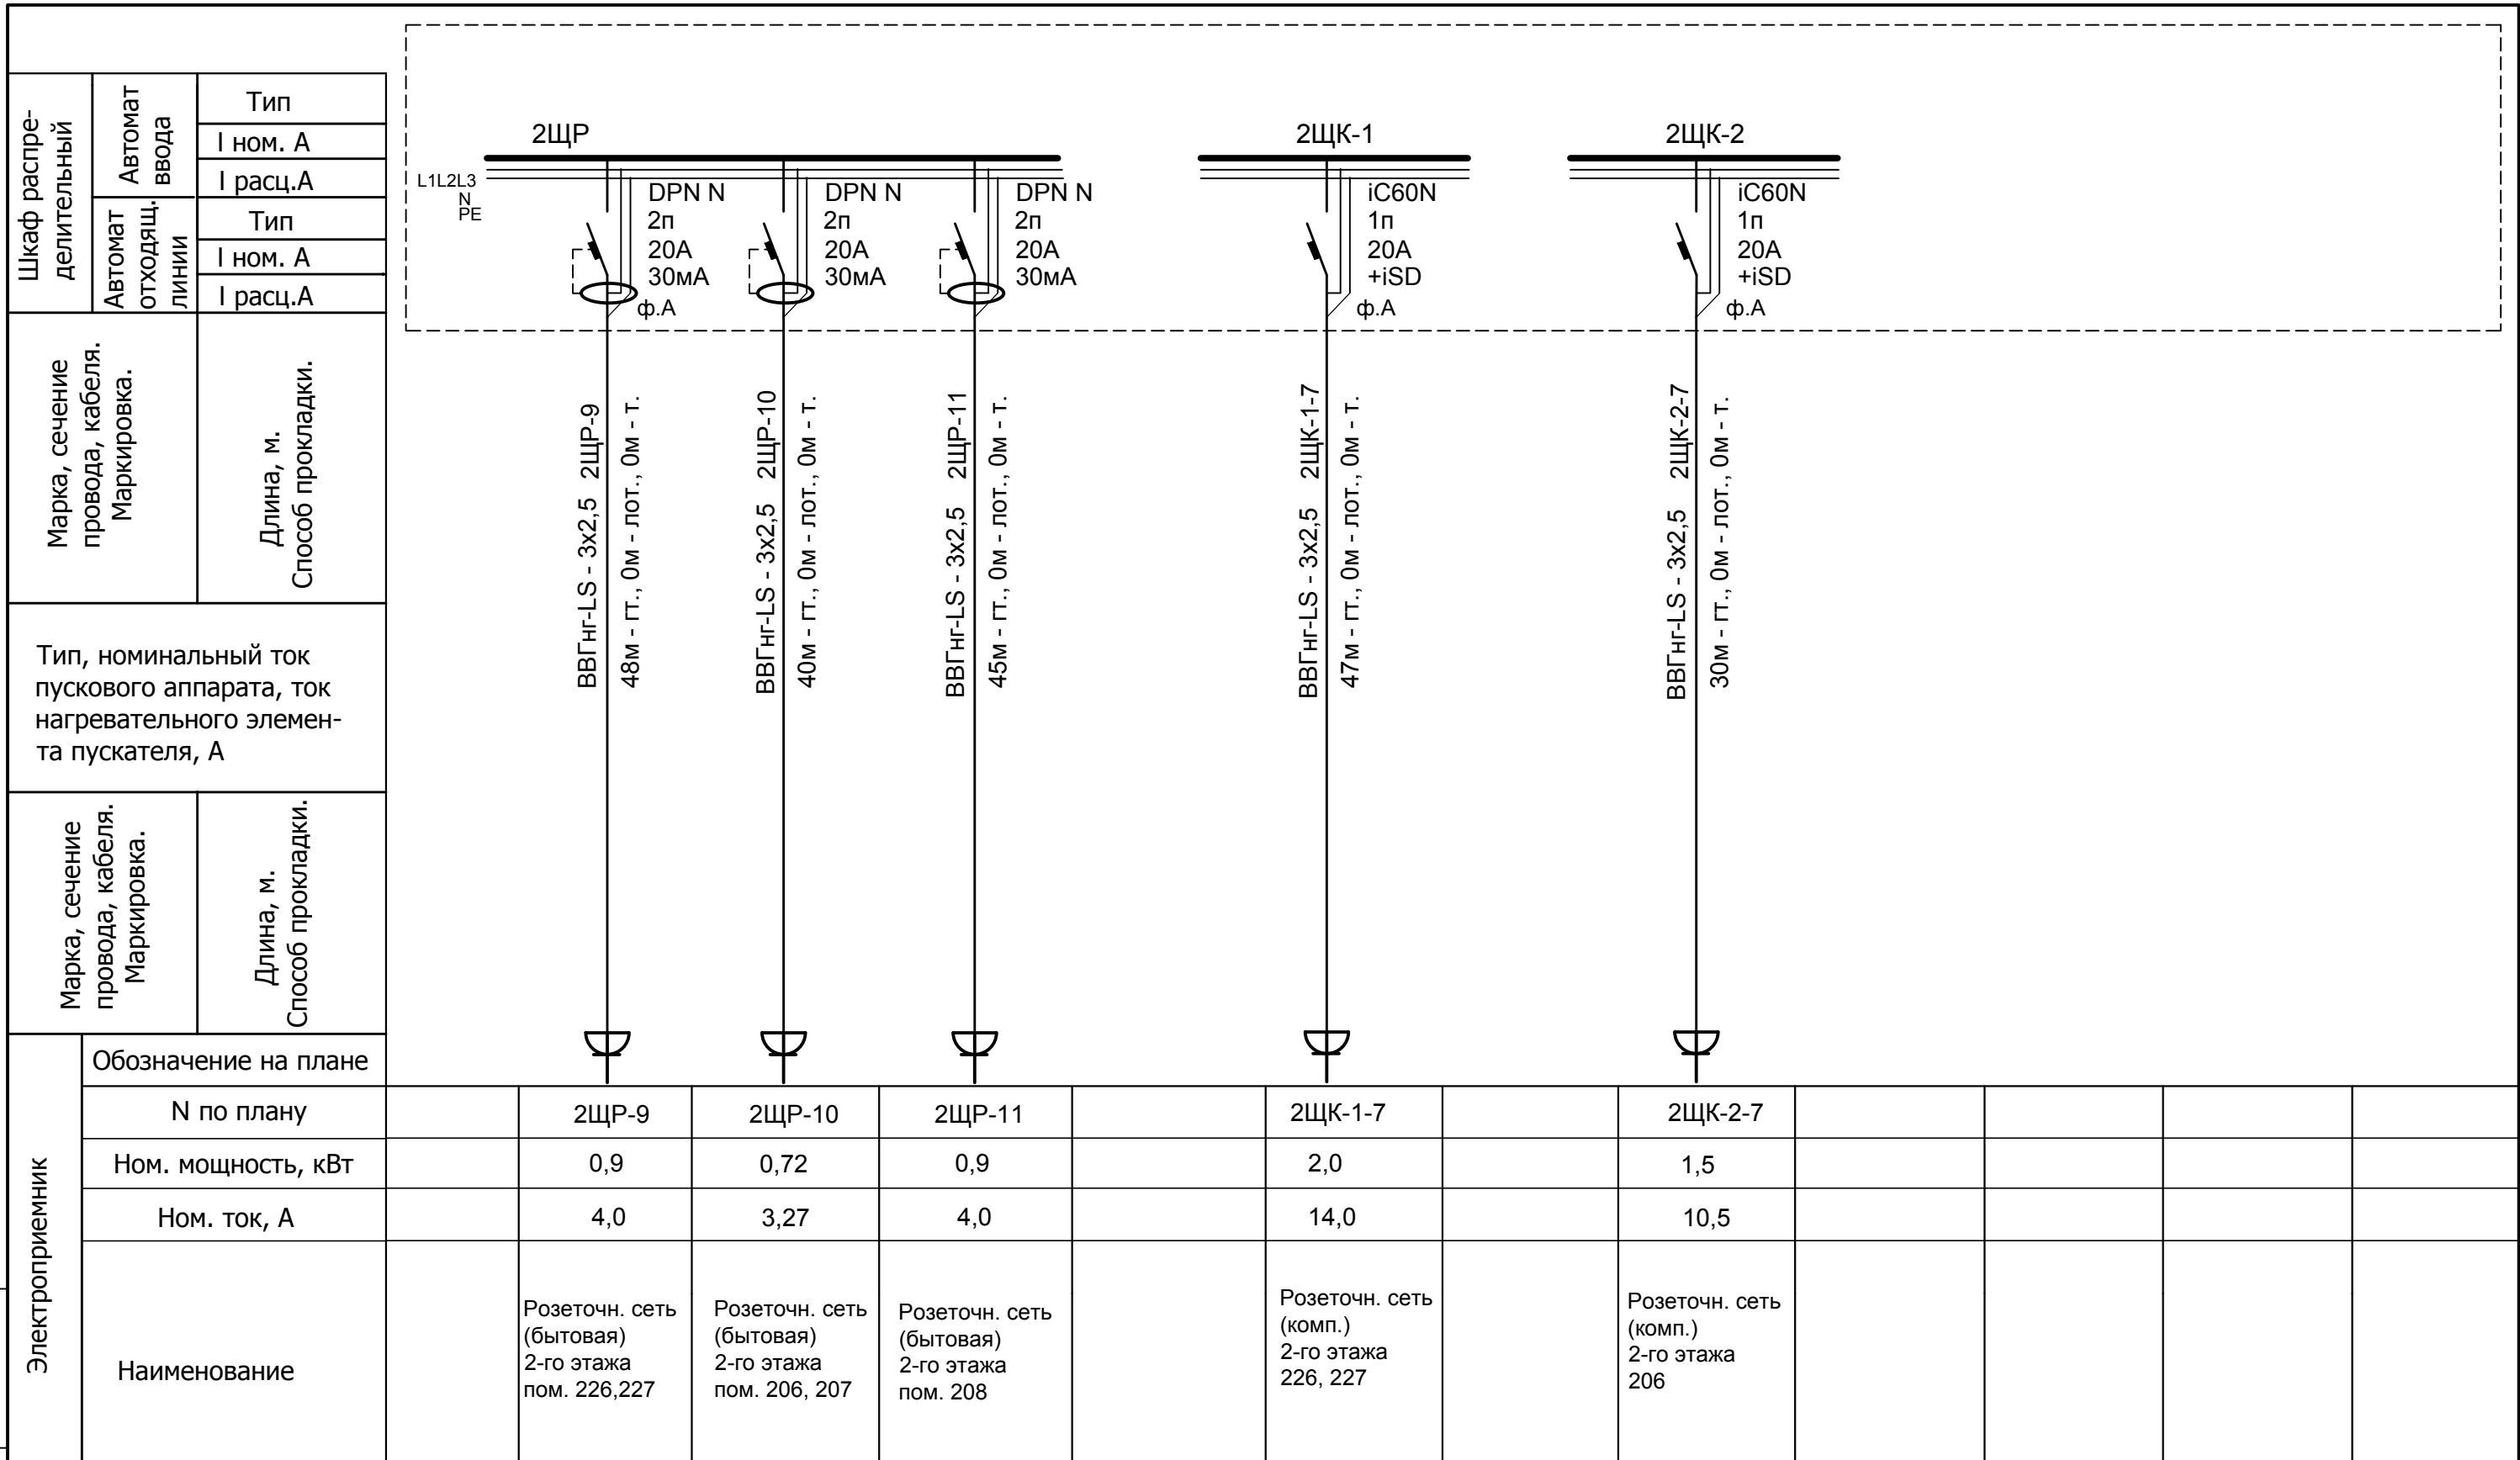 Шкаф распре-
делительный
Автомат
ввода
Тип
I ном. А
I расц.А
Автомат
отходящ.
линии
Тип
I ном. А
I расц.А
Марка, сечение
провода, кабеля.
Маркировка.
Длина, м.
Способ прокладки.
Тип, номинальный ток
пускового аппарата, ток
нагревательного элемен-
та пускателя, А
Марка, сечение
провода, кабеля.
Маркировка.
Длина, м.
Способ прокладки.
L1L2L3
N
PE
2ЩР
DPN N
2п
20А
30мА
ф.А
DPN N
2п
20А
30мА
DPN N
2п
20А
30мА
2ЩК-1
iC60N
1п
20А
+iSD
ф.А
2ЩК-2
iC60N
1п
20А
+iSD
ф.А
ВВГнг-LS - 3х2,5 2ЩР-9
48м - гт., 0м - лот., 0м - т.
ВВГнг-LS - 3х2,5 2ЩР-10
40м - гт., 0м - лот., 0м - т.
ВВГнг-LS - 3х2,5 2ЩР-11
45м - гт., 0м - лот., 0м - т.
ВВГнг-LS - 3х2,5 2ЩК-1-7
47м - гт., 0м - лот., 0м - т.
ВВГнг-LS - 3х2,5 2ЩК-2-7
30м - гт., 0м - лот., 0м - т.
Электроприемник
Обозначение на плане
N по плану 2ЩР-9 2ЩР-10 2ЩР-11 2ЩК-1-7 2ЩК-2-7
Ном. мощность, кВт 0,9 0,72 0,9 2,0 1,5
Ном. ток, А 4,0 3,27 4,0 14,0 10,5
Наименование
Розеточн. сеть
(бытовая)
2-го этажа
пом. 226,227
Розеточн. сеть
(бытовая)
2-го этажа
пом. 206, 207
Розеточн. сеть
(бытовая)
2-го этажа
пом. 208
Розеточн. сеть
(комп.)
2-го этажа
226, 227
Розеточн. сеть
(комп.)
2-го этажа
206